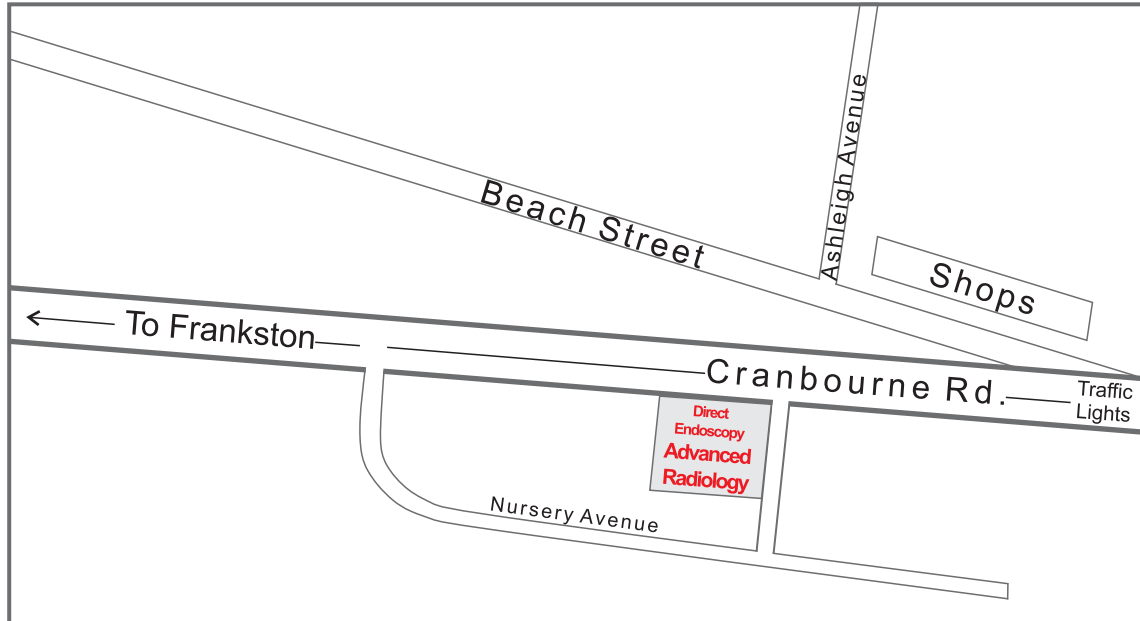 Ashleigh Avenue
Beach Street
Shops
To Frankston
Cranbourne Rd.
Traffic
Lights
Direct
Endoscopy
Advanced
Radiology
Nursery Avenue